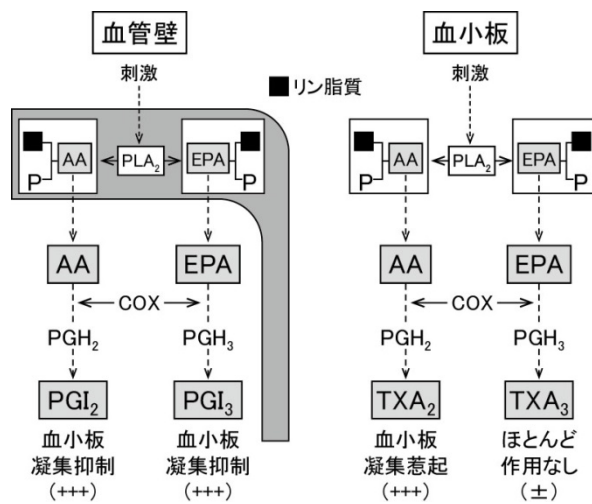 血管壁
刺激
■リン脂質
AA
P
PLA₂
EPA
P
AA
EPA
COX
PGH₂
PGH₃
PGI₂
PGI₃
血小板
凝集抑制
(+++)
血小板
凝集抑制
(+++)
血小板
刺激
AA
P
PLA₂
EPA
P
AA
EPA
COX
PGH₂
PGH₃
TXA₂
TXA₃
血小板
凝集惹起
(+++)
ほとんど
作用なし
(±)